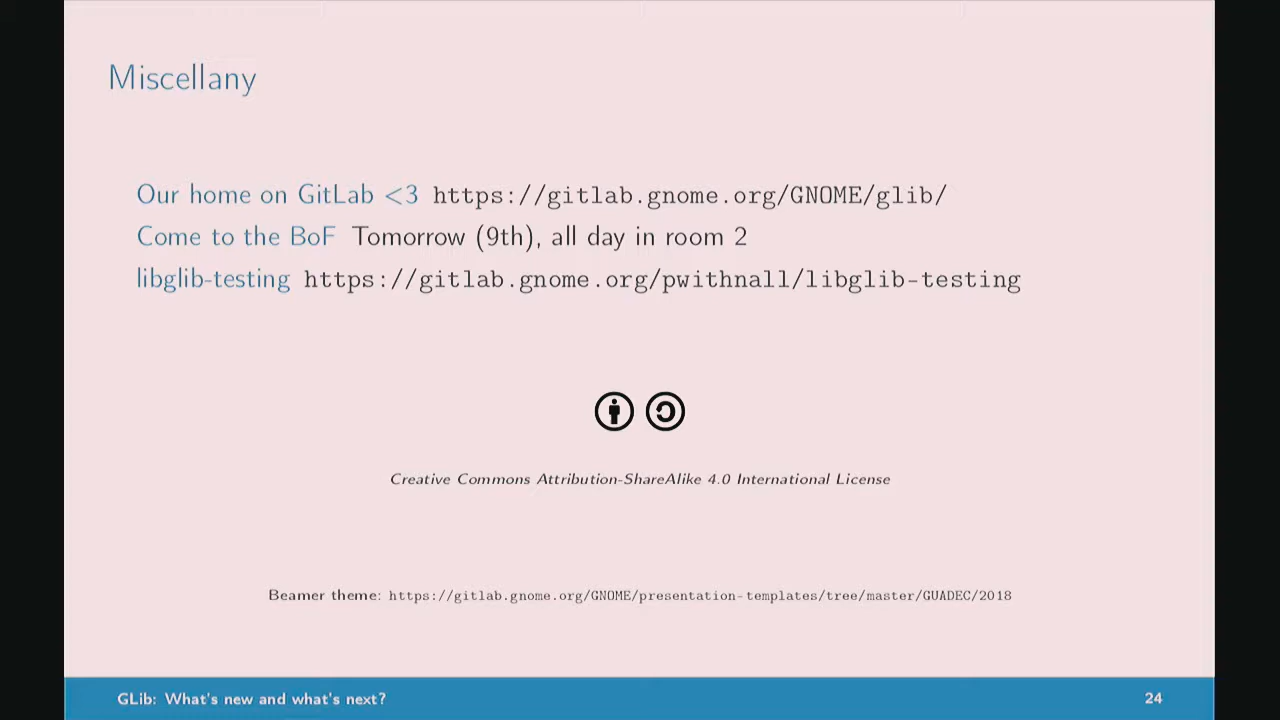 Miscellany
Our home on GitLab <3 https://gitlab.gnome.org/GNOME/glib/
Come to the BoF Tomorrow (9th), all day in room 2
libglib-testing https://gitlab.gnome.org/pwithnall/libglib-testing
Creative Commons Attribution-ShareAlike 4.0 International License
Beamer theme: https://gitlab.gnome.org/GNOME/presentation-templates/tree/master/GUADEC/2018
GLib: What's new and what's next? 24